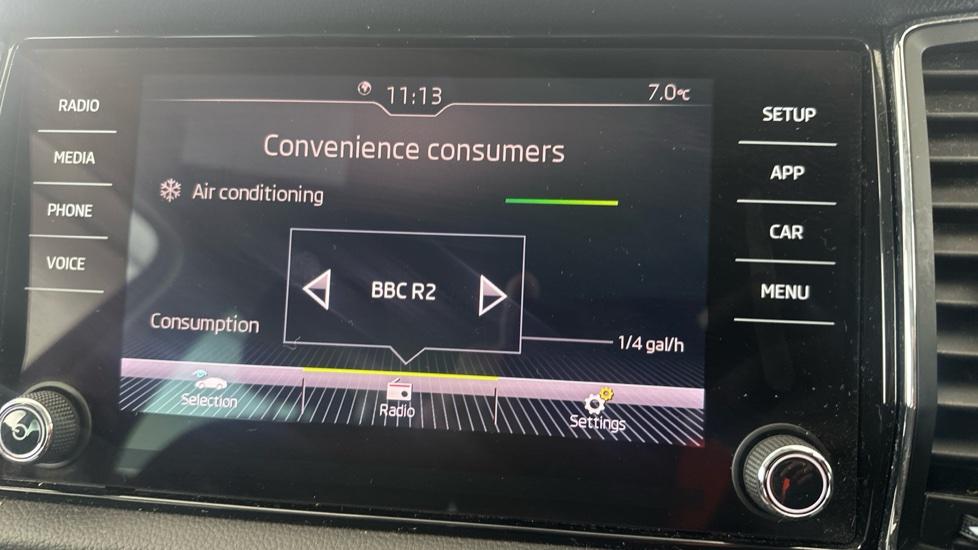 11:13 7.0°C
Convenience consumers
Air conditioning
BBC R2
Consumption
1/4 gal/h
Selection Radio Settings
RADIO
MEDIA
PHONE
VOICE
SETUP
APP
CAR
MENU